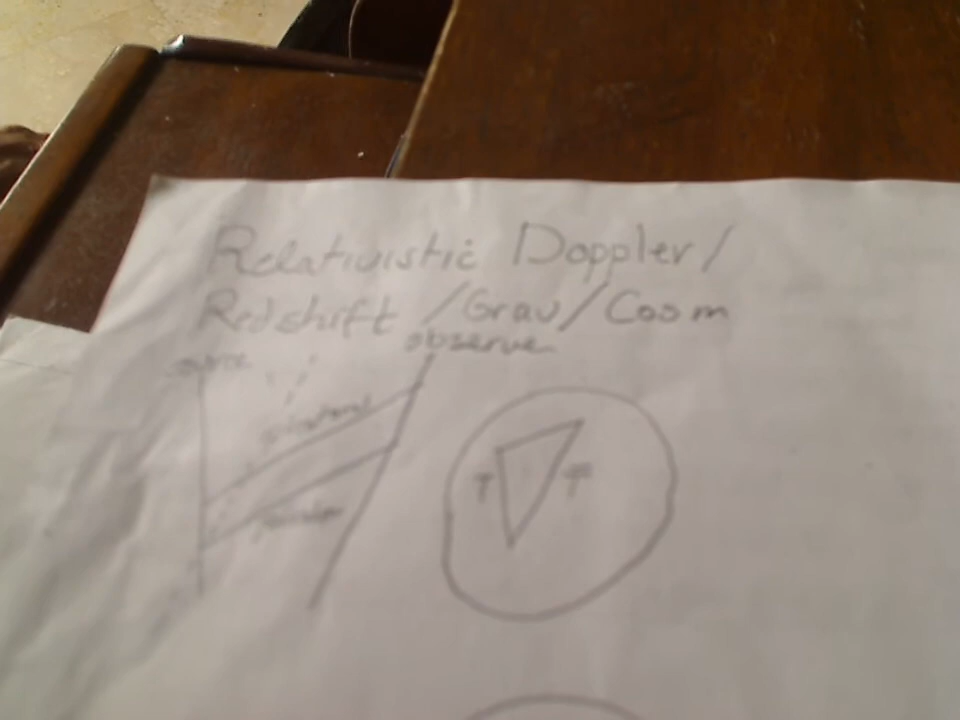 Relativistic Doppler/
Redshift /Grav/Cosm
observe
T T